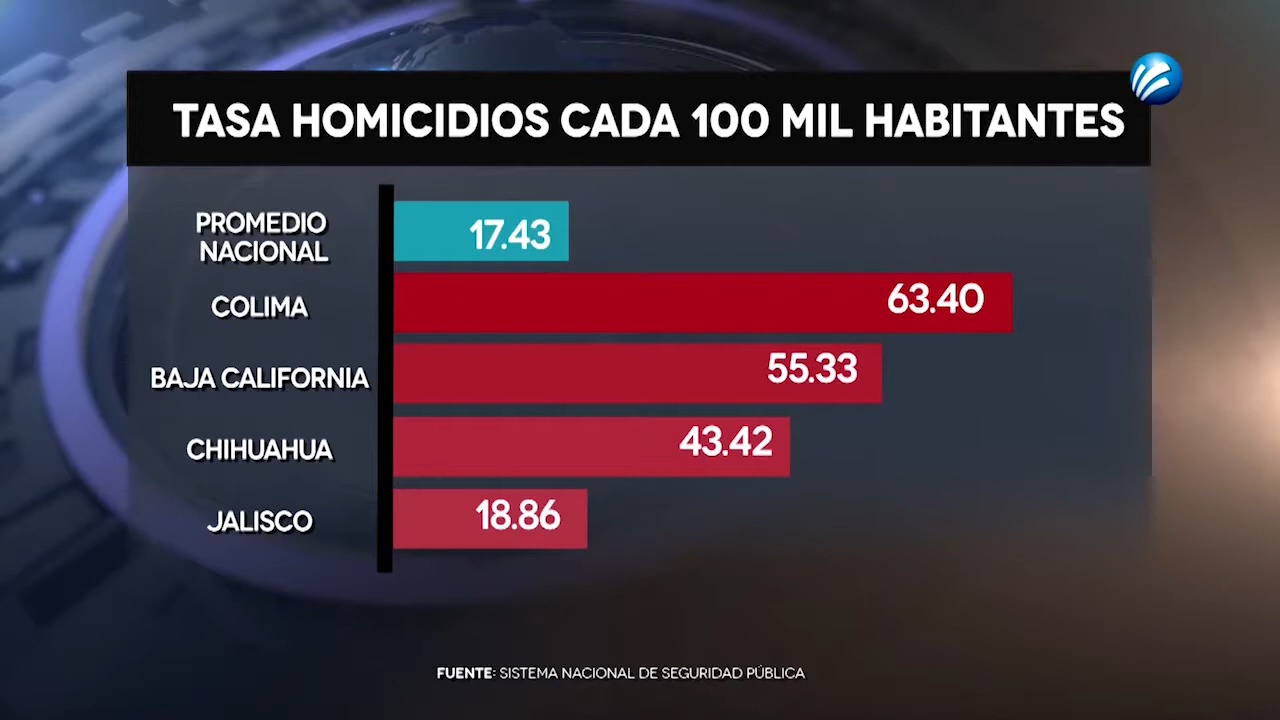 TASA HOMICIDIOS CADA 100 MIL HABITANTES
PROMEDIO
NACIONAL
17.43
COLIMA
63.40
BAJA CALIFORNIA
55.33
CHIHUAHUA
43.42
JALISCO
18.86
FUENTE: SISTEMA NACIONAL DE SEGURIDAD PÚBLICA